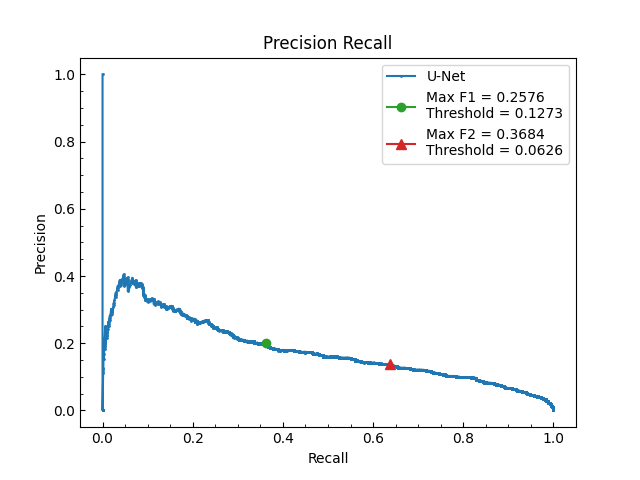 Precision Recall
U-Net
Max F1 = 0.2576
Threshold = 0.1273
Max F2 = 0.3684
Threshold = 0.0626
1.0
0.8
0.6
0.4
0.2
0.0
Precision
0.0 0.2 0.4 0.6 0.8 1.0
Recall